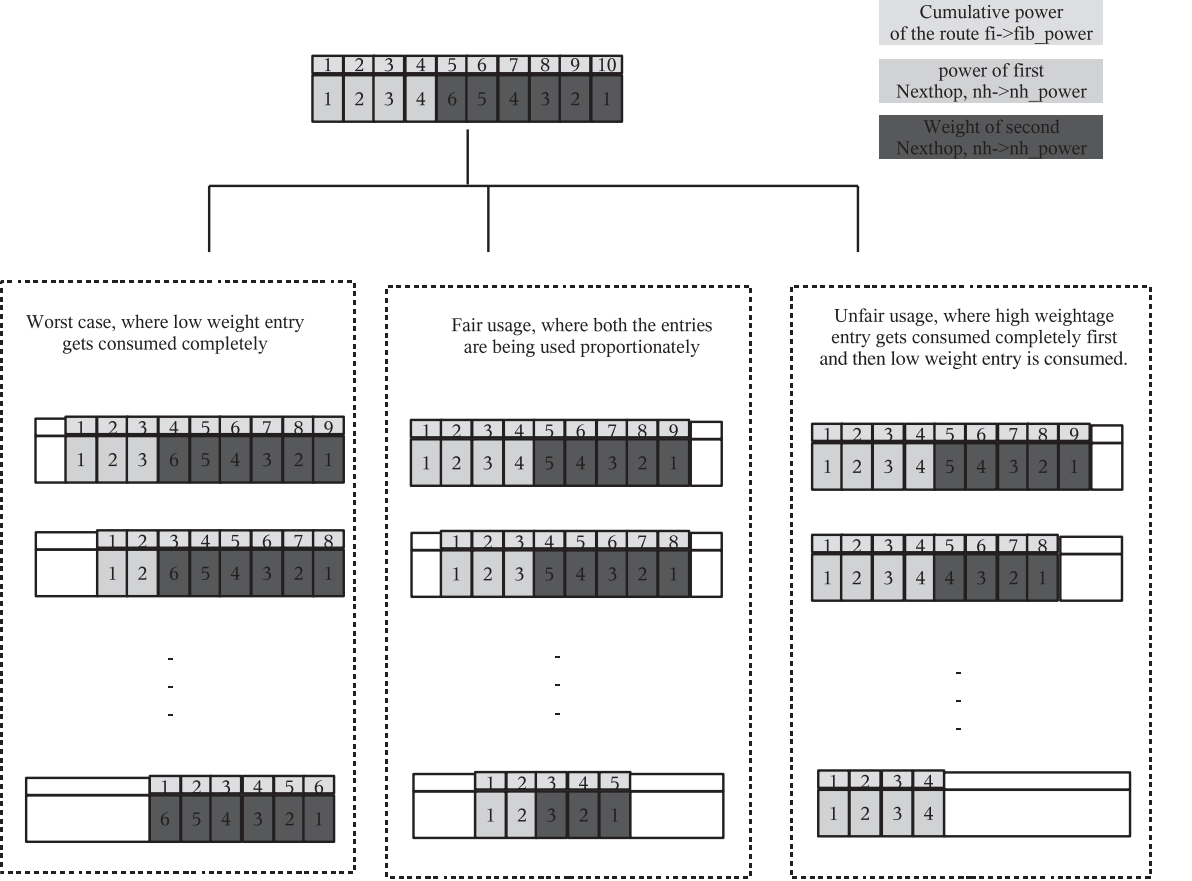 Cumulative power
of the route fi->fib_power
power of first
Nexthop, nh->nh_power
Weight of second
Nexthop, nh->nh_power
1 2 3 4 5 6 7 8 9 10
1 2 3 4 6 5 4 3 2 1
Worst case, where low weight entry
gets consumed completely
1 2 3 4 5 6 7 8 9
1 2 3 6 5 4 3 2 1
1 2 3 4 5 6 7 8
1 2 6 5 4 3 2 1
-
-
-
1 2 3 4 5 6
6 5 4 3 2 1
Fair usage, where both the entries
are being used proportionately
1 2 3 4 5 6 7 8 9
1 2 3 4 5 4 3 2 1
1 2 3 4 5 6 7 8
1 2 3 5 4 3 2 1
-
-
-
1 2 3 4 5
1 2 3 2 1
Unfair usage, where high weightage
entry gets consumed completely first
and then low weight entry is consumed.
1 2 3 4 5 6 7 8 9
1 2 3 4 5 4 3 2 1
1 2 3 4 5 6 7 8
1 2 3 4 4 3 2 1
-
-
-
1 2 3 4
1 2 3 4